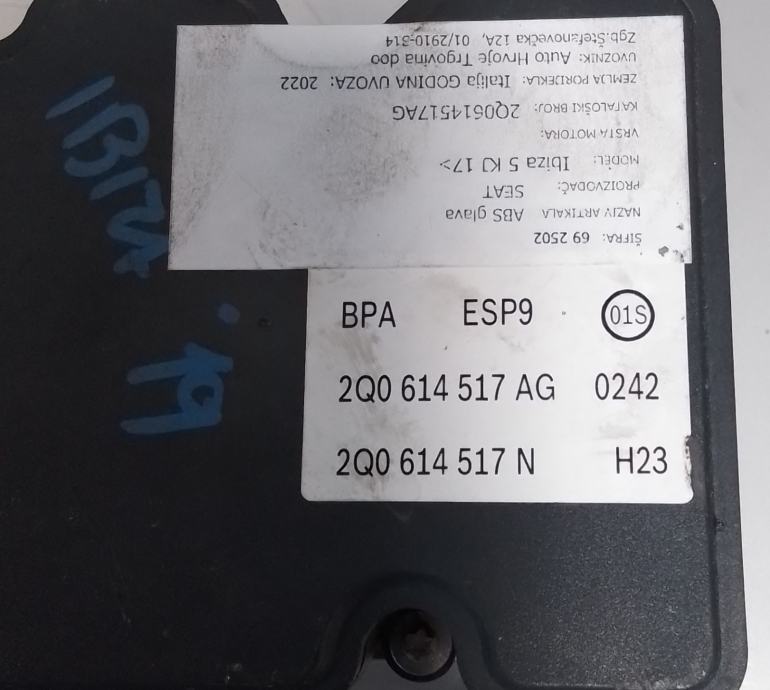 ŠIFRA: 69 2502
NAZIV ARTIKALA ABS glava
PROIZVOĐAČ: SEAT
MODEL: Ibiza 5 KJ 17>
VRSTA MOTORA:
KATALOŠKI BROJ: 2Q0614517AG
ZEMLJA PORIJEKLA: Italija GODINA UVOZA: 2022
UVOZNIK: Auto Hrvoje Trgovina doo
Zgb.Štefanovečka 12A, 01/2910-314
BPA ESP9 01S
2Q0 614 517 AG 0242
2Q0 614 517 N H23
IBIZA
'19